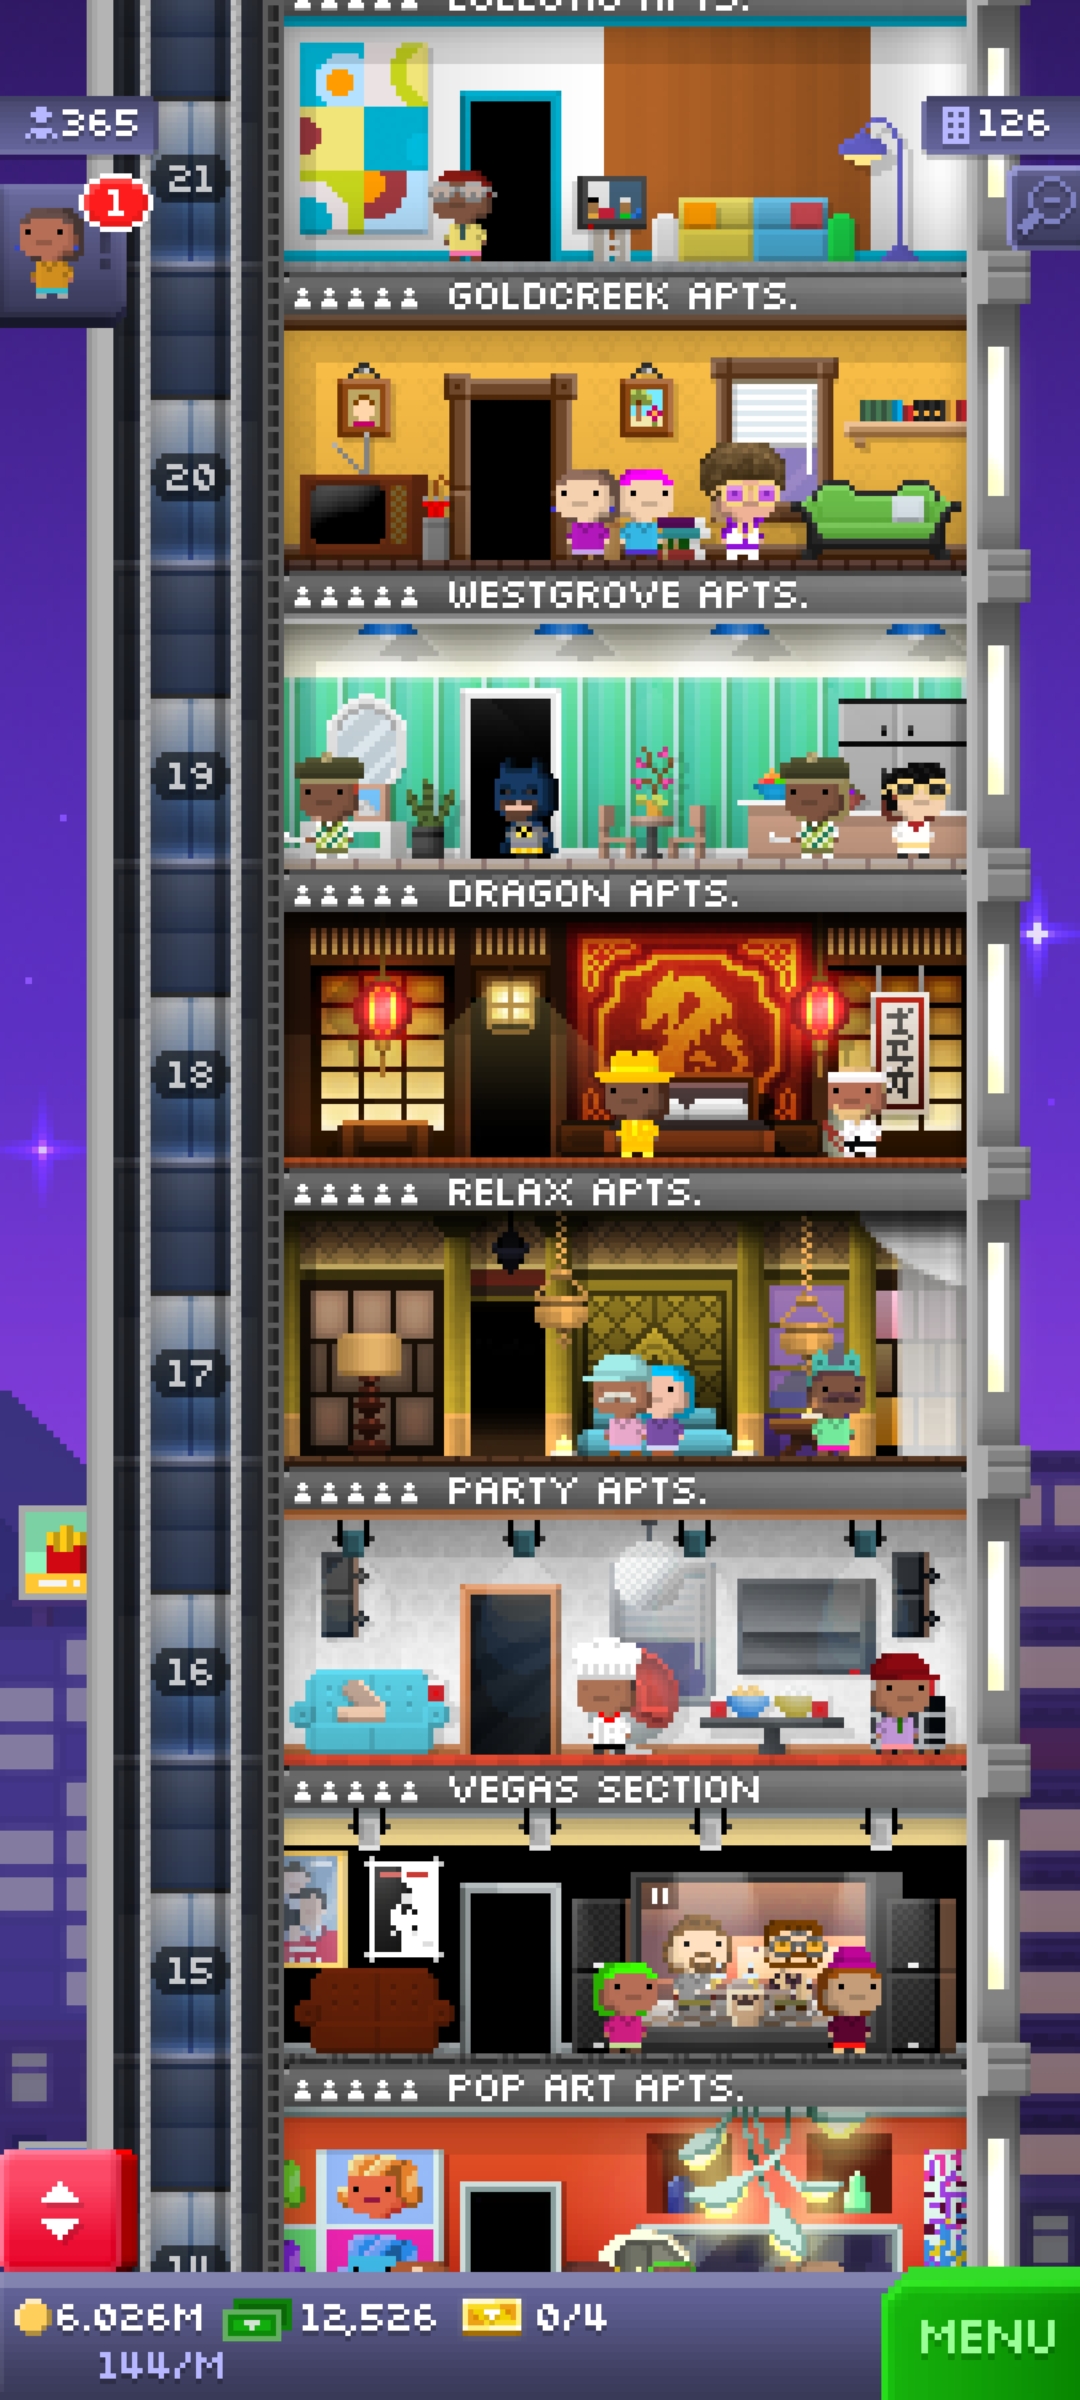 365
126
1
21
GOLDCREEK APTS.
20
WESTGROVE APTS.
19
DRAGON APTS.
18
RELAX APTS.
17
PARTY APTS.
16
VEGAS SECTION
15
POP ART APTS.
14
6.026M 12,526 0/4
144/M
MENU